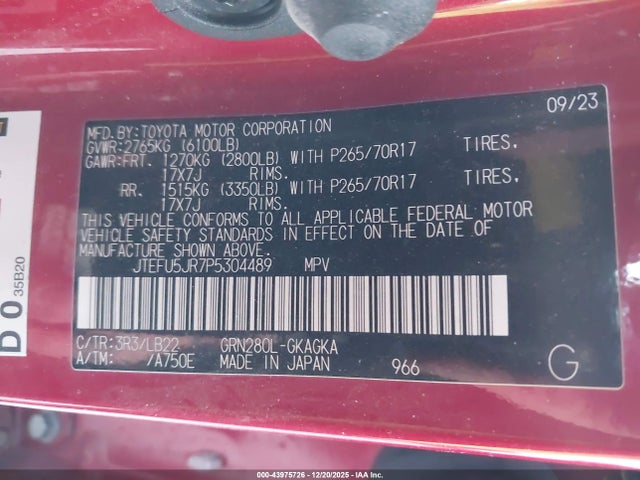 09/23
MFD.BY:TOYOTA MOTOR CORPORATION
GVWR:2765KG (6100LB)
GAWR:FRT. 1270KG (2800LB) WITH P265/70R17 TIRES,
17X7J RIMS.
RR. 1515KG (3350LB) WITH P265/70R17 TIRES,
17X7J RIMS.
THIS VEHICLE CONFORMS TO ALL APPLICABLE FEDERAL MOTOR
VEHICLE SAFETY STANDARDS IN EFFECT ON THE DATE OF
MANUFACTURE SHOWN ABOVE.
JTEFU5JR7P5304489 MPV
C/TR:3R3/LB22 GRN280L-GKAGKA
A/TM: /A750E MADE IN JAPAN 966 G
D 0 35B20
000-43975726 - 12/20/2025 - IAAI.COM